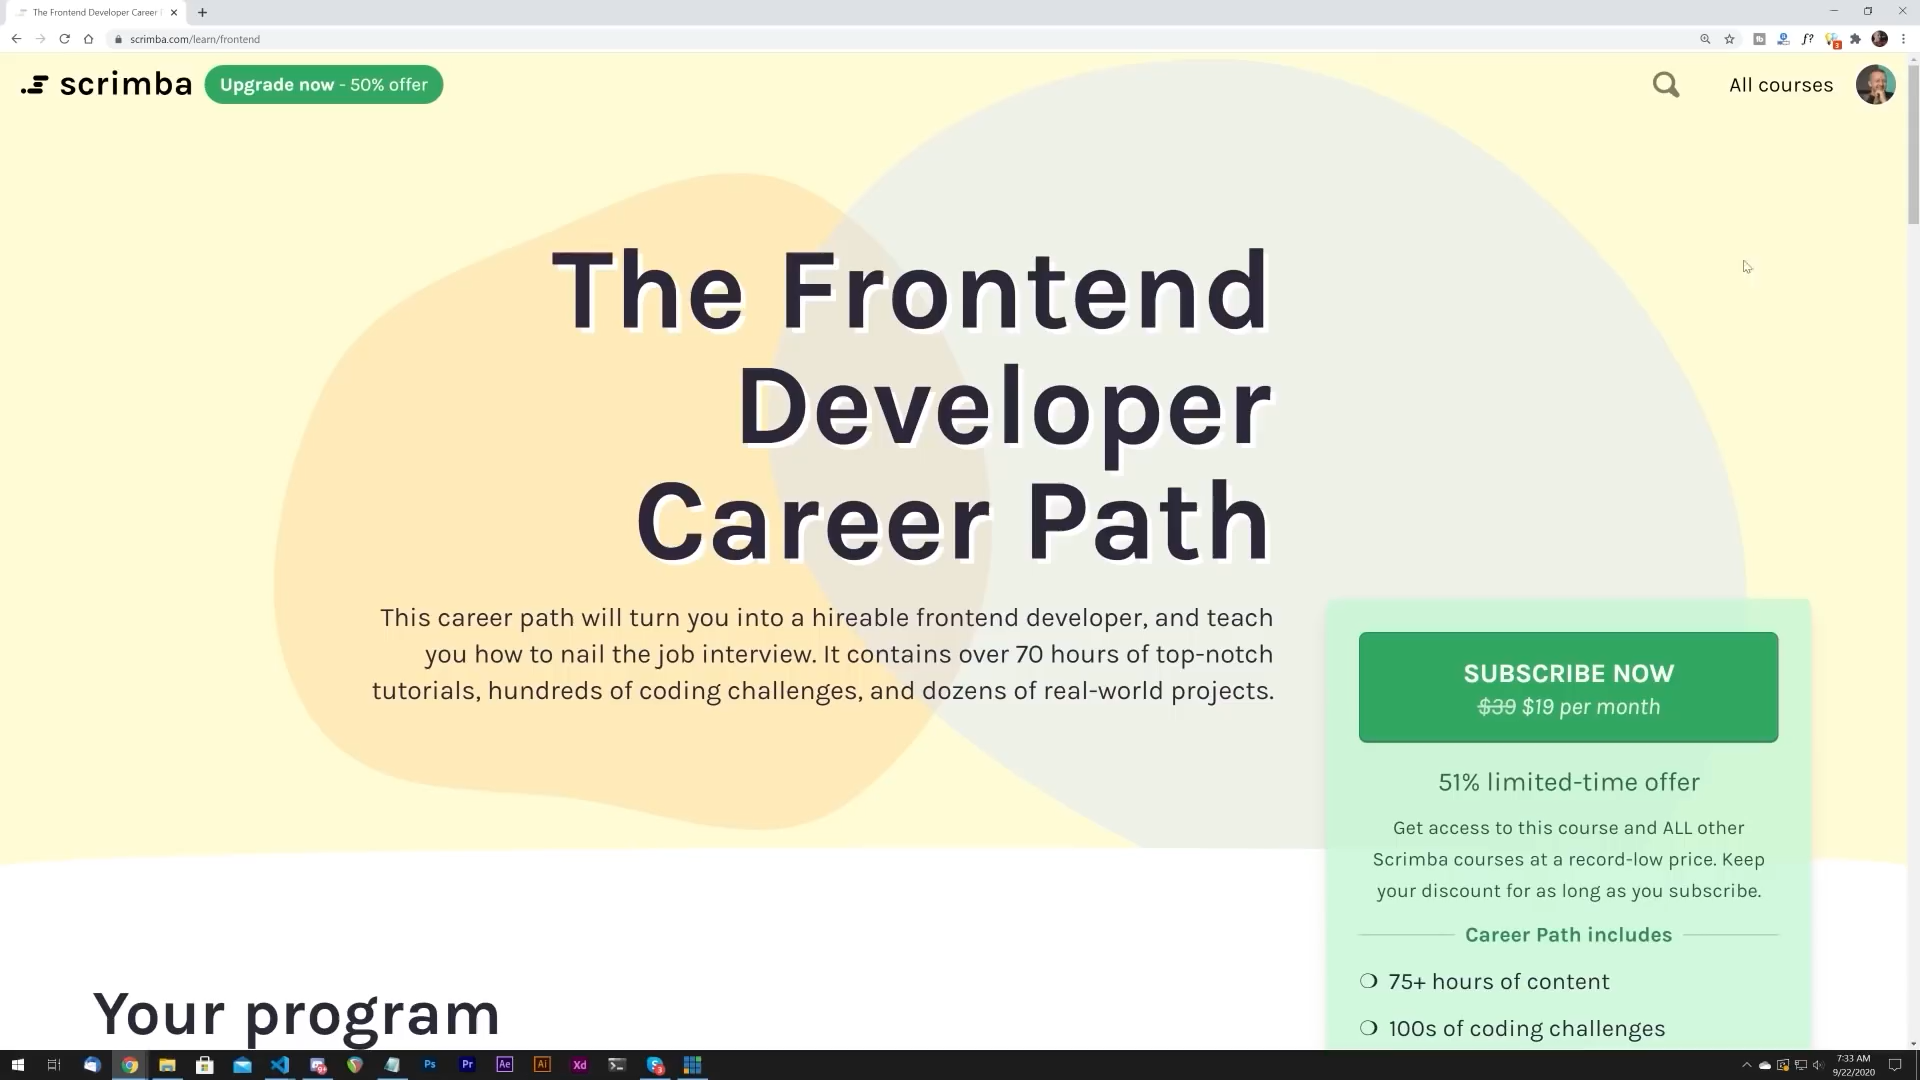 The Frontend Developer Career
scrimba.com/learn/frontend
scrimba
Upgrade now - 50% offer
All courses
The Frontend
Developer
Career Path
This career path will turn you into a hireable frontend developer, and teach
you how to nail the job interview. It contains over 70 hours of top-notch
tutorials, hundreds of coding challenges, and dozens of real-world projects.
SUBSCRIBE NOW
$39 $19 per month
51% limited-time offer
Get access to this course and ALL other
Scrimba courses at a record-low price. Keep
your discount for as long as you subscribe.
Career Path includes
75+ hours of content
100s of coding challenges
Your program
Ps
Pr
Ae
Ai
Xd
7:33 AM
9/22/2020